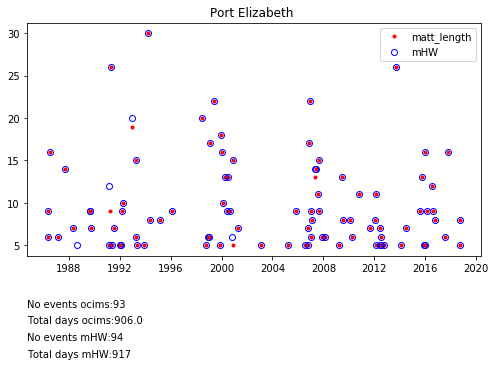 Port Elizabeth
matt_length
mHW
30
25
20
15
10
5
1988 1992 1996 2000 2004 2008 2012 2016 2020
No events ocims:93
Total days ocims:906.0
No events mHW:94
Total days mHW:917